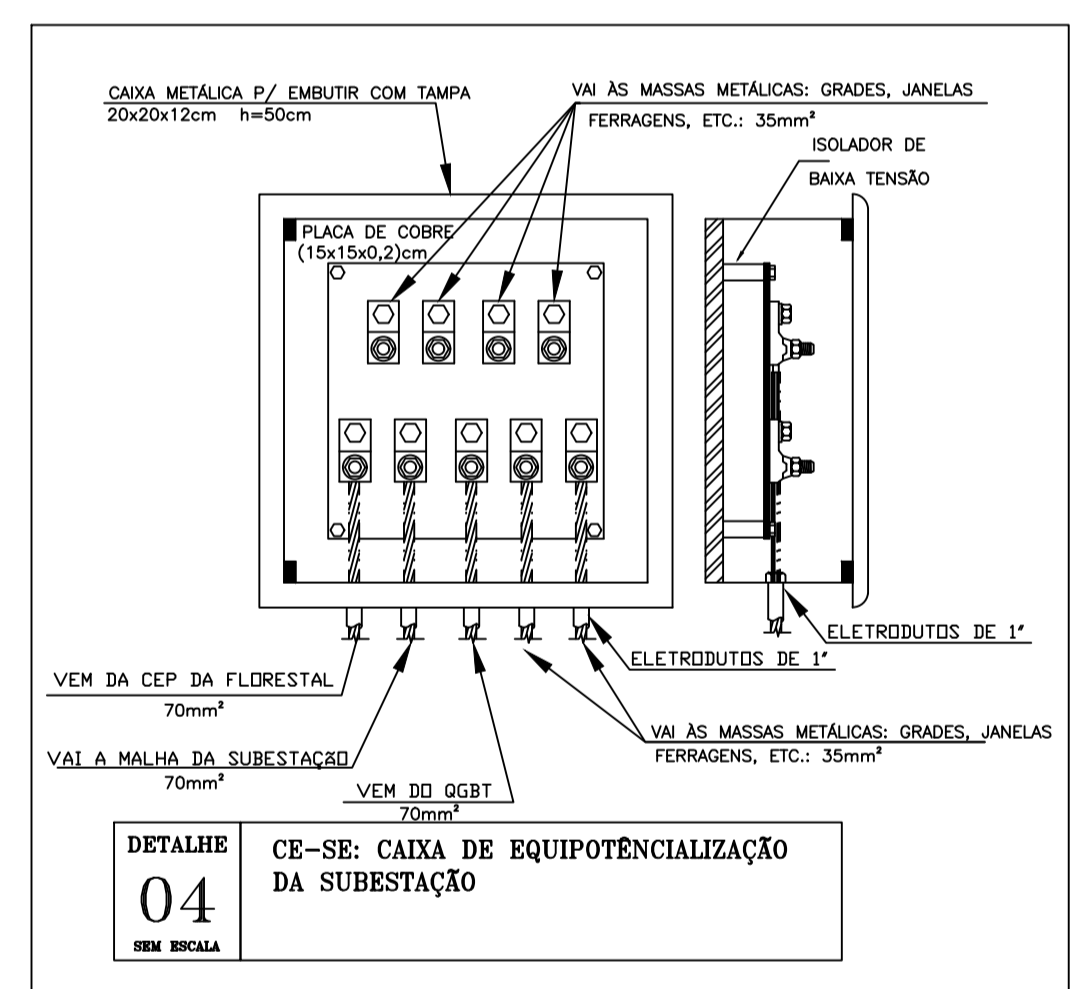 CAIXA METÁLICA P/ EMBUTIR COM TAMPA
20x20x12cm h=50cm
VAI ÀS MASSAS METÁLICAS: GRADES, JANELAS
FERRAGENS, ETC.: 35mm²
ISOLADOR DE
BAIXA TENSÃO
PLACA DE COBRE
(15x15x0,2)cm
ELETRODUTOS DE 1"
ELETRODUTOS DE 1"
VEM DA CEP DA FLORESTAL
70mm²
VAI ÀS MASSAS METÁLICAS: GRADES, JANELAS
FERRAGENS, ETC.: 35mm²
VAI A MALHA DA SUBESTAÇÃO
70mm²
VEM DO QGBT
70mm²
DETALHE
04
SEM ESCALA
CE-SE: CAIXA DE EQUIPOTÊNCIALIZAÇÃO
DA SUBESTAÇÃO